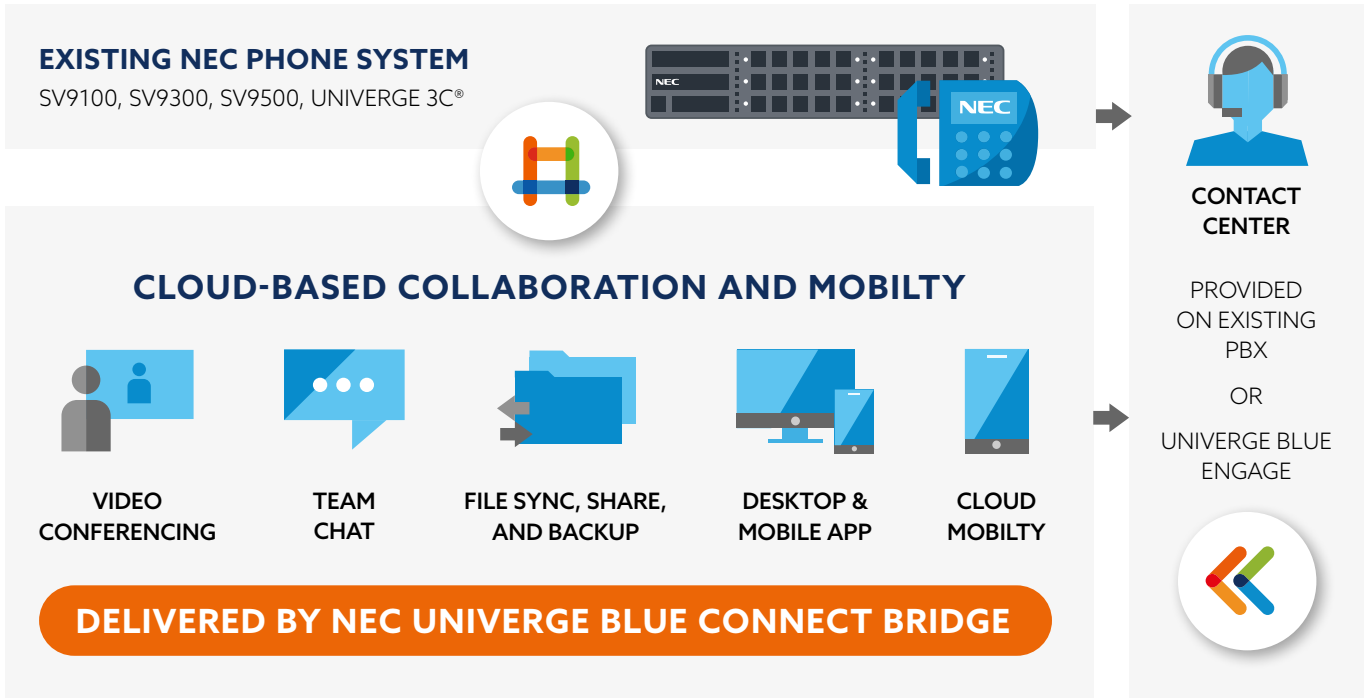 EXISTING NEC PHONE SYSTEM
SV9100, SV9300, SV9500, UNIVERGE 3C®
NEC
NEC
CLOUD-BASED COLLABORATION AND MOBILTY
VIDEO
CONFERENCING
TEAM
CHAT
FILE SYNC, SHARE,
AND BACKUP
DESKTOP &
MOBILE APP
CLOUD
MOBILTY
DELIVERED BY NEC UNIVERGE BLUE CONNECT BRIDGE
CONTACT
CENTER
PROVIDED
ON EXISTING
PBX
OR
UNIVERGE BLUE
ENGAGE